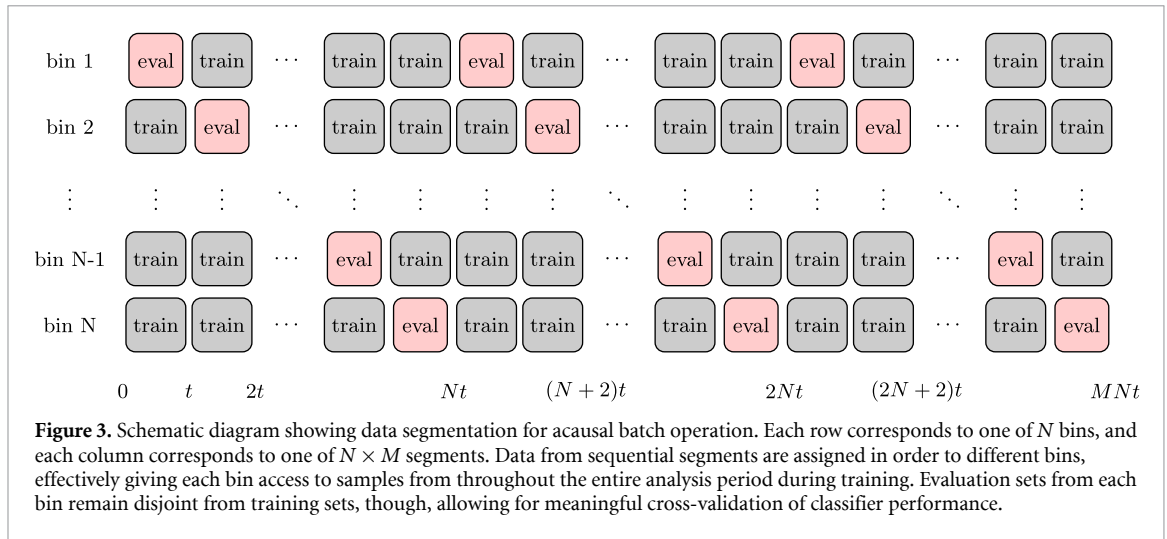 bin 1 eval train ··· train train eval train ··· train train eval train ··· train train
bin 2 train eval ··· train train train eval ··· train train train eval ··· train train
⋮ ⋮ ⋮ ⋱ ⋮ ⋮ ⋮ ⋮ ⋱ ⋮ ⋮ ⋮ ⋮ ⋱ ⋮ ⋮
bin N-1 train train ··· eval train train train ··· eval train train train ··· eval train
bin N train train ··· train eval train train ··· train eval train train ··· train eval
0 t 2t Nt (N + 2)t 2Nt (2N + 2)t MNt
Figure 3. Schematic diagram showing data segmentation for acausal batch operation. Each row corresponds to one of N bins, and
each column corresponds to one of N × M segments. Data from sequential segments are assigned in order to different bins,
effectively giving each bin access to samples from throughout the entire analysis period during training. Evaluation sets from each
bin remain disjoint from training sets, though, allowing for meaningful cross-validation of classifier performance.